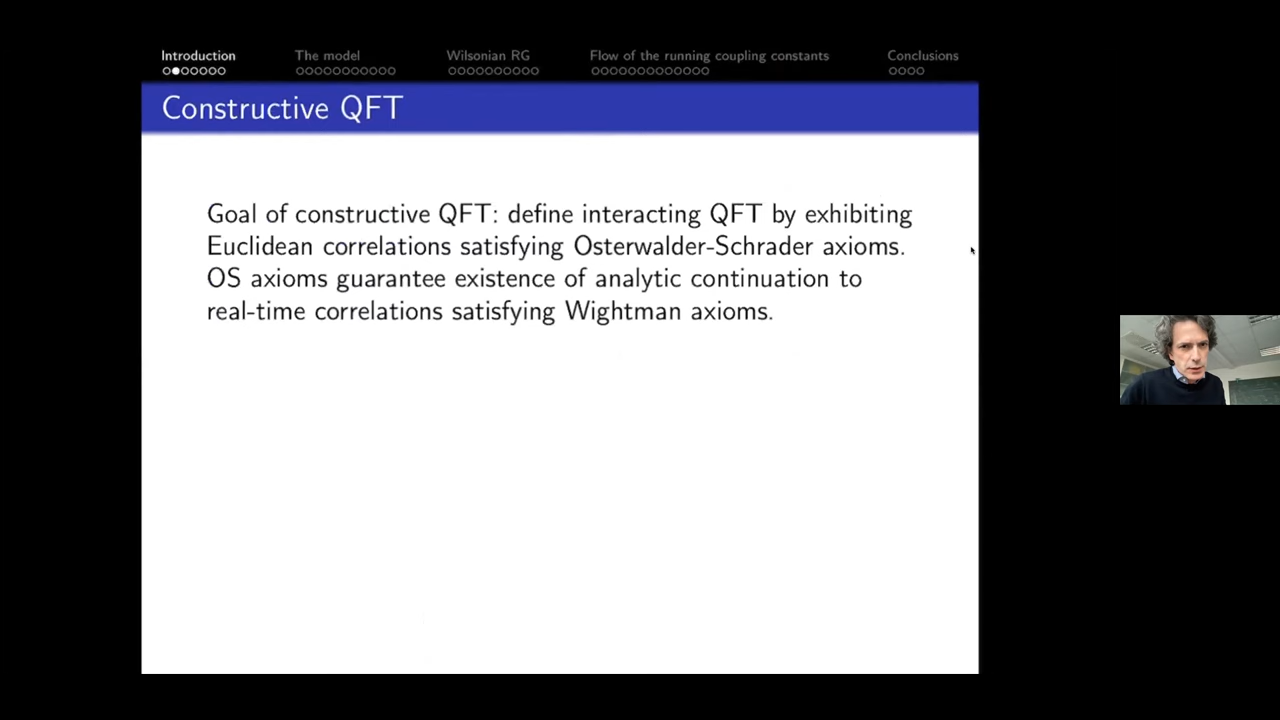 Introduction The model Wilsonian RG Flow of the running coupling constants Conclusions
Constructive QFT
Goal of constructive QFT: define interacting QFT by exhibiting
Euclidean correlations satisfying Osterwalder-Schrader axioms.
OS axioms guarantee existence of analytic continuation to
real-time correlations satisfying Wightman axioms.